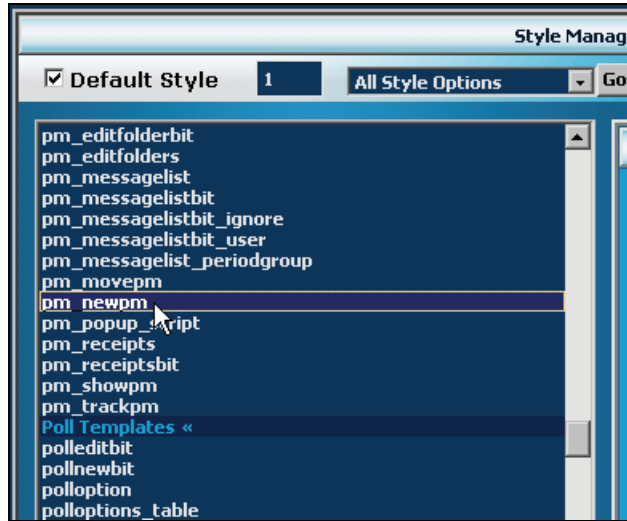 Style Manag
Default Style 1 All Style Options Go
pm_editfolderbit
pm_editfolders
pm_messagelist
pm_messagelistbit
pm_messagelistbit_ignore
pm_messagelistbit_user
pm_messagelist_periodgroup
pm_movepm
pm_newpm
pm_popup_script
pm_receipts
pm_receiptsbit
pm_showpm
pm_trackpm
Poll Templates «
polleditbit
pollnewbit
polloption
polloptions_table